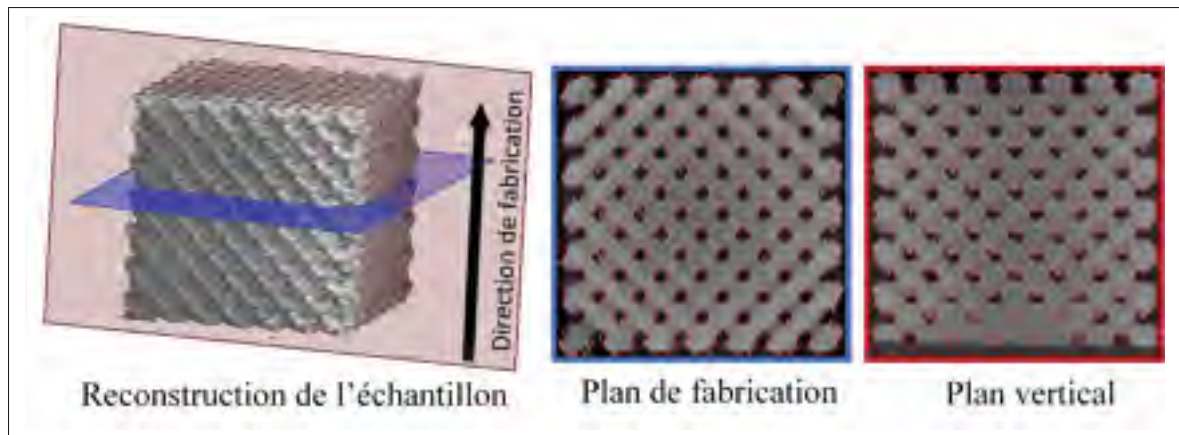 Direction de fabrication
Reconstruction de l’échantillon
Plan de fabrication
Plan vertical